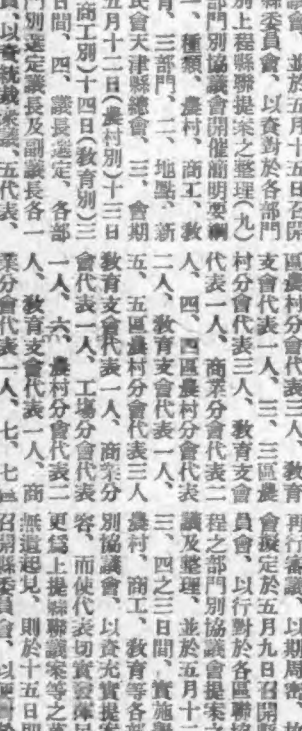 議會、並於五月十五日召開
縣委員會、以資對於各部門
別上程縣聯提案之整理(九)
部門別協議會開催簡明要綱
一、種類、農村、商工、教
育、三部門、二、地點、新
民會天津縣總會、三、會期
五月十二日(農村別)十三日
商工別)十四日(教育別)三
日間、四、議長選定、各部
門別選定議長及副議長各一
員、以資統裁決議、五代表、
區農村分會代表三人、教育
支會代表一人、三、三區農
村分會代表三人、教育支會
代表一人、商業分會代表二
人、四、四區農村分會代表
二人、教育支會代表一人、
五、五區農村分會代表三人
教育支會代表一人、商業分
會代表一人、工場分會代表
一人、六、農村分會代表二
人、教育支會代表一人、商
業分會代表一人、七、七區
再行審議、以期周密、故
會擬定於五月九日召開縣
員會、以行對於各區聯協
程之部門別協議會提案之
議及整理、並於五月十二
三、四之三日間、實施
農村、商工、教育等各部
別協議會、以資充實提案
容、而使代表切實發揮民
更爲上提縣聯議案等之萬
無遺起見、則於十五日即
召開縣委員會、以